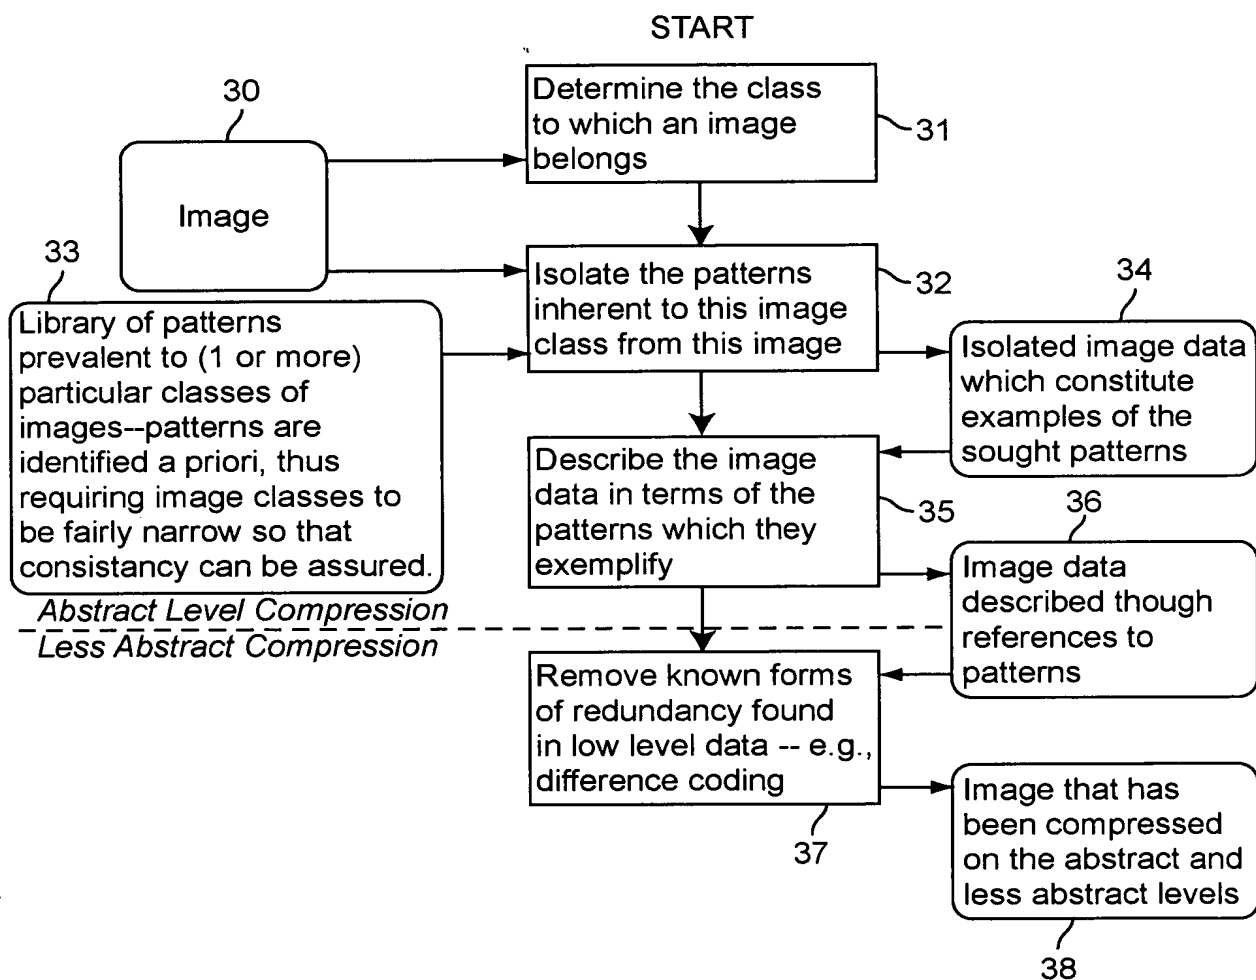 START
30
Determine the class
to which an image
belongs
31
Image
33
Isolate the patterns
inherent to this image
class from this image
32
34
Library of patterns
prevalent to (1 or more)
particular classes of
images--patterns are
identified a priori, thus
requiring image classes to
be fairly narrow so that
consistancy can be assured.
Isolated image data
which constitute
examples of the
sought patterns
Describe the image
data in terms of the
patterns which they
exemplify
35
36
Image data
described though
references to
patterns
Abstract Level Compression
Less Abstract Compression
Remove known forms
of redundancy found
in low level data -- e.g.,
difference coding
37
Image that has
been compressed
on the abstract and
less abstract levels
38